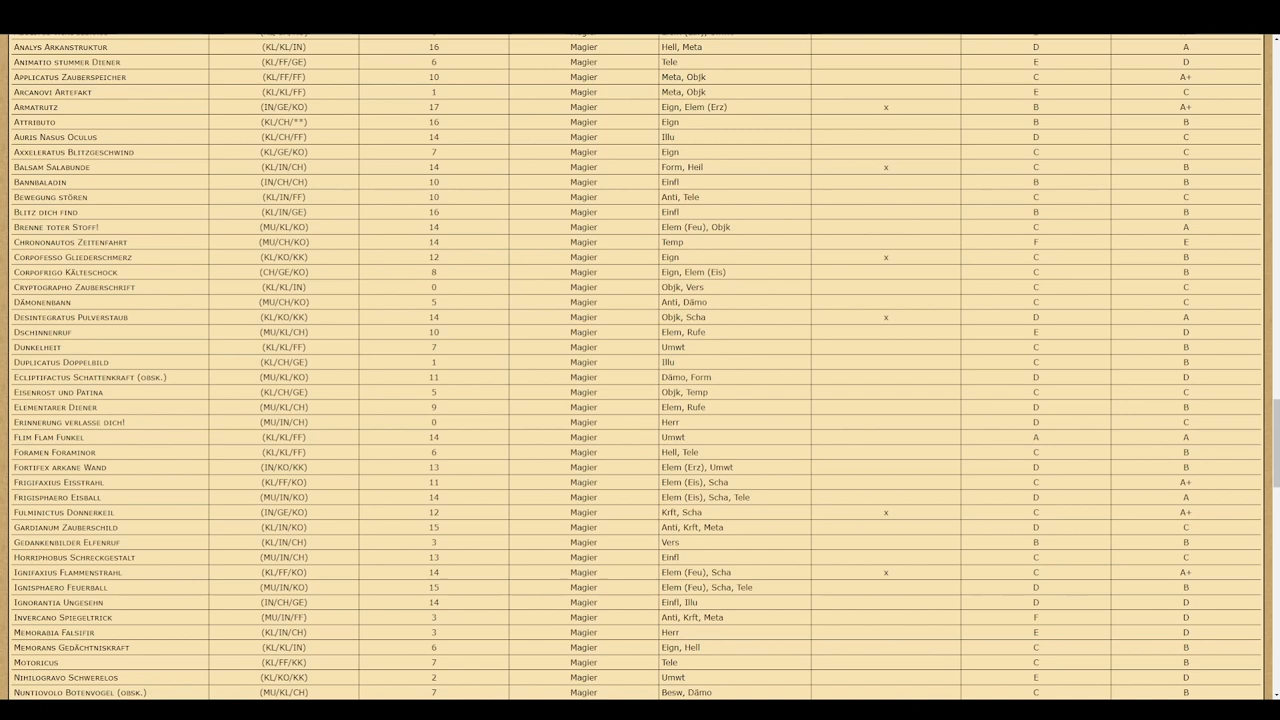 Analys Arkanstruktur (KL/KL/IN) 16 Magier Hell, Meta D A
Animatio stummer Diener (KL/FF/GE) 6 Magier Tele E D
Applicatus Zauberspeicher (KL/FF/FF) 10 Magier Meta, Objk C A+
Arcanovi Artefakt (KL/KL/FF) 1 Magier Meta, Objk E C
Armatrutz (IN/GE/KO) 17 Magier Eign, Elem (Erz) x B A+
Attributo (KL/CH/**) 16 Magier Eign B B
Auris Nasus Oculus (KL/CH/FF) 14 Magier Illu D C
Axxeleratus Blitzgeschwind (KL/GE/KO) 7 Magier Eign C C
Balsam Salabunde (KL/IN/CH) 14 Magier Form, Heil x C B
Bannbaladin (IN/CH/CH) 10 Magier Einfl B B
Bewegung stören (KL/IN/FF) 10 Magier Anti, Tele C C
Blitz dich find (KL/IN/GE) 16 Magier Einfl B B
Brenne toter Stoff! (MU/KL/KO) 14 Magier Elem (Feu), Objk C A
Chrononautos Zeitenfahrt (MU/CH/KO) 14 Magier Temp F E
Corpofesso Gliederschmerz (KL/KO/KK) 12 Magier Eign x C B
Corpofrigo Kälteschock (CH/GE/KO) 8 Magier Eign, Elem (Eis) C B
Cryptographo Zauberschrift (KL/KL/IN) 0 Magier Objk, Vers C C
Dämonenbann (MU/CH/KO) 5 Magier Anti, Dämo C C
Desintegratus Pulverstaub (KL/KO/KK) 14 Magier Objk, Scha x D A
Dschinnenruf (MU/KL/CH) 10 Magier Elem, Rufe E D
Dunkelheit (KL/KL/FF) 7 Magier Umwt C B
Duplicatus Doppelbild (KL/CH/GE) 1 Magier Illu C B
Ecliptifactus Schattenkraft (obsk.) (MU/KL/KO) 11 Magier Dämo, Form D D
Eisenrost und Patina (KL/CH/GE) 5 Magier Objk, Temp C C
Elementarer Diener (MU/KL/CH) 9 Magier Elem, Rufe D B
Erinnerung verlasse dich! (MU/IN/CH) 0 Magier Herr D C
Flim Flam Funkel (KL/KL/FF) 14 Magier Umwt A A
Foramen Foraminor (KL/KL/FF) 6 Magier Hell, Tele C B
Fortifex arkane Wand (IN/KO/KK) 13 Magier Elem (Erz), Umwt D B
Frigifaxius Eisstrahl (KL/FF/KO) 11 Magier Elem (Eis), Scha C A+
Frigisphaero Eisball (MU/IN/KO) 14 Magier Elem (Eis), Scha, Tele D A
Fulminictus Donnerkeil (IN/GE/KO) 12 Magier Krft, Scha x C A+
Gardianum Zauberschild (KL/IN/KO) 15 Magier Anti, Krft, Meta D C
Gedankenbilder Elfenruf (KL/IN/CH) 3 Magier Vers B B
Horriphobus Schreckgestalt (MU/IN/CH) 13 Magier Einfl C C
Ignifaxius Flammenstrahl (KL/FF/KO) 14 Magier Elem (Feu), Scha x C A+
Ignisphaero Feuerball (MU/IN/KO) 15 Magier Elem (Feu), Scha, Tele D B
Ignorantia Ungesehn (IN/CH/GE) 14 Magier Einfl, Illu D D
Invercano Spiegeltrick (MU/IN/FF) 3 Magier Anti, Krft, Meta F D
Memorabia Falsifir (KL/IN/CH) 3 Magier Herr E D
Memorans Gedächtniskraft (KL/KL/IN) 6 Magier Eign, Hell C B
Motoricus (KL/FF/KK) 7 Magier Tele C B
Nihilogravo Schwerelos (KL/KO/KK) 2 Magier Umwt E D
Nuntiovolo Botenvogel (obsk.) (MU/KL/CH) 7 Magier Besw, Dämo C B